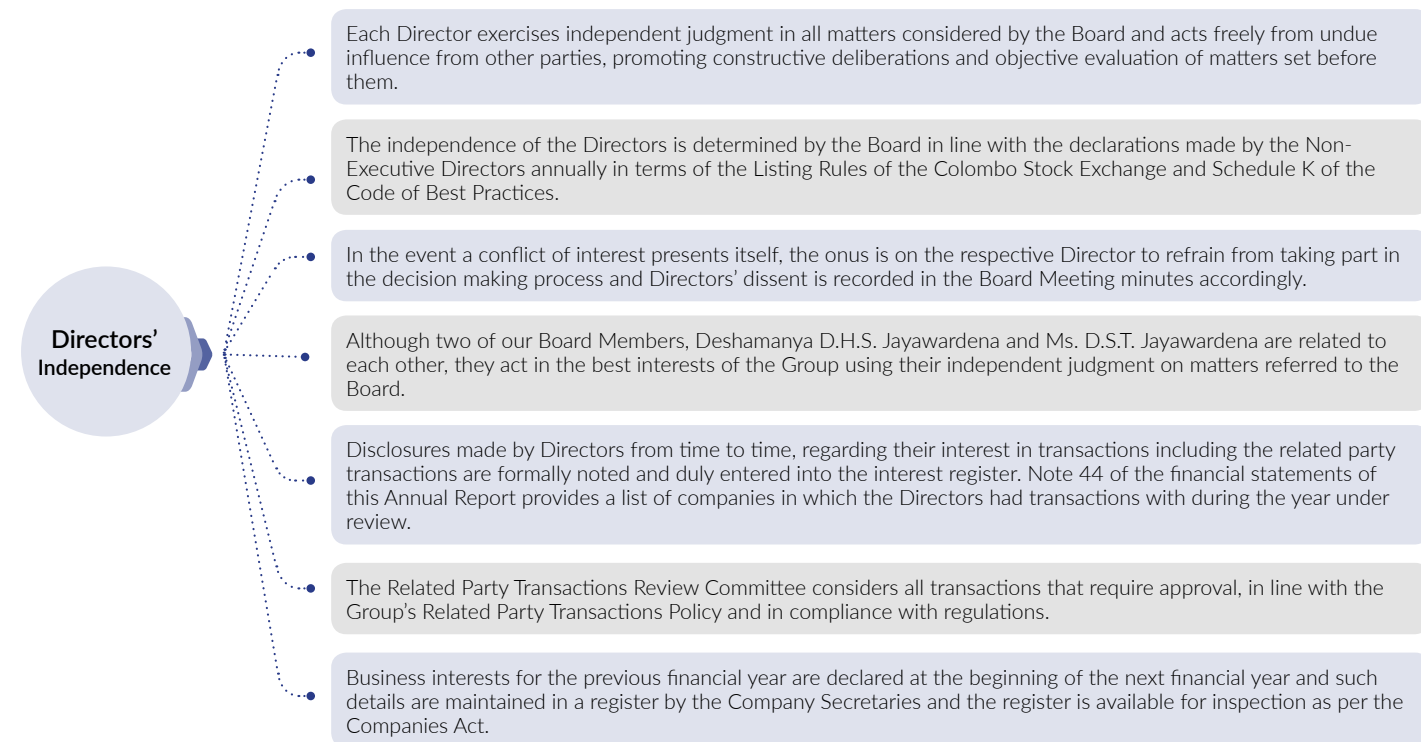 Each Director exercises independent judgment in all matters considered by the Board and acts freely from undue
influence from other parties, promoting constructive deliberations and objective evaluation of matters set before
them.
The independence of the Directors is determined by the Board in line with the declarations made by the Non-
Executive Directors annually in terms of the Listing Rules of the Colombo Stock Exchange and Schedule K of the
Code of Best Practices.
In the event a conflict of interest presents itself, the onus is on the respective Director to refrain from taking part in
the decision making process and Directors’ dissent is recorded in the Board Meeting minutes accordingly.
Directors’
Independence
Although two of our Board Members, Deshamanya D.H.S. Jayawardena and Ms. D.S.T. Jayawardena are related to
each other, they act in the best interests of the Group using their independent judgment on matters referred to the
Board.
Disclosures made by Directors from time to time, regarding their interest in transactions including the related party
transactions are formally noted and duly entered into the interest register. Note 44 of the financial statements of
this Annual Report provides a list of companies in which the Directors had transactions with during the year under
review.
The Related Party Transactions Review Committee considers all transactions that require approval, in line with the
Group’s Related Party Transactions Policy and in compliance with regulations.
Business interests for the previous financial year are declared at the beginning of the next financial year and such
details are maintained in a register by the Company Secretaries and the register is available for inspection as per the
Companies Act.